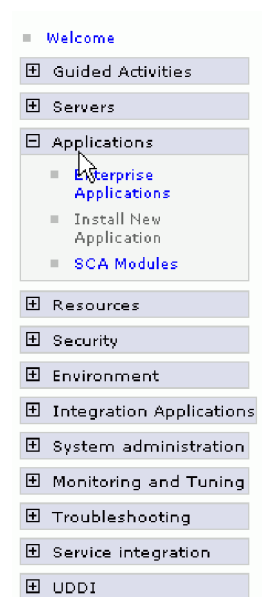 Welcome
Guided Activities
Servers
Applications
Enterprise
Applications
Install New
Application
SCA Modules
Resources
Security
Environment
Integration Applications
System administration
Monitoring and Tuning
Troubleshooting
Service integration
UDDI